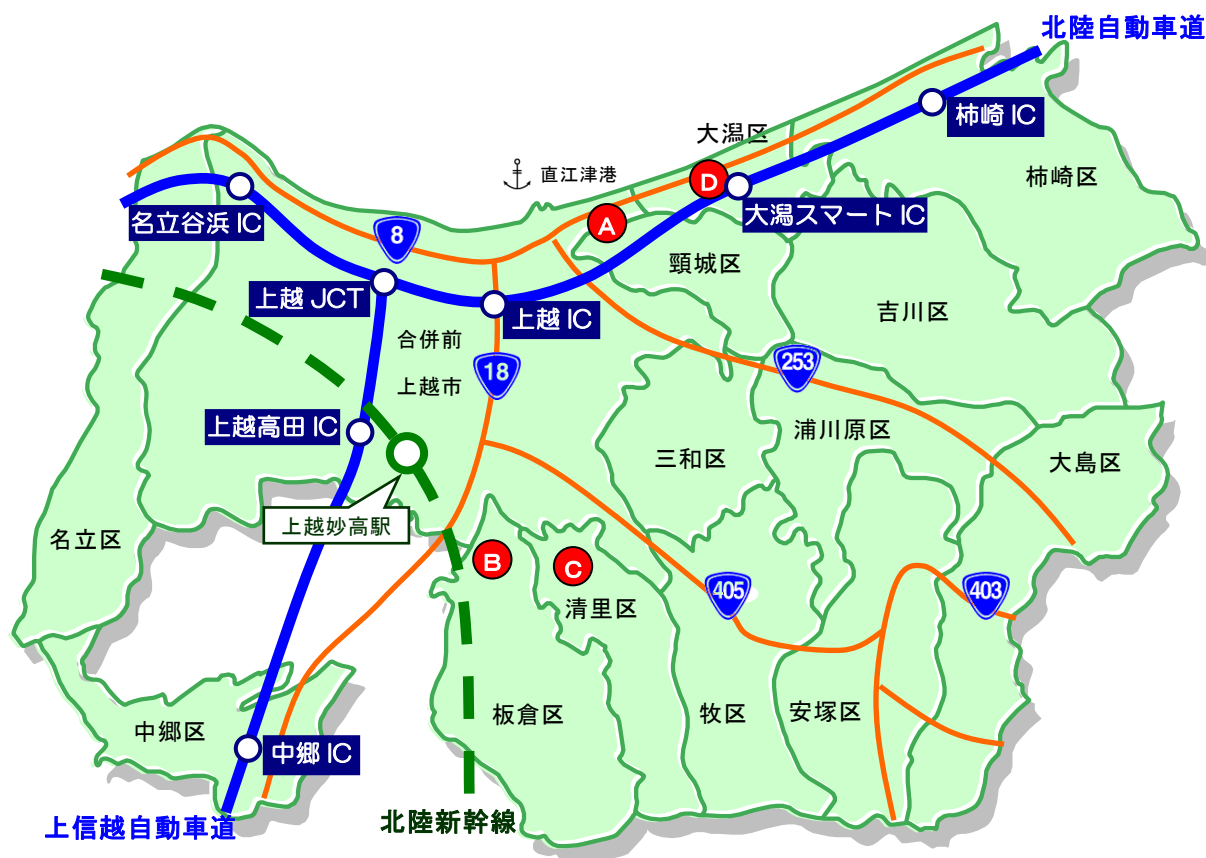 北陸自動車道
柿崎 IC
大潟区
直江津港
D
柿崎区
大潟スマート IC
名立谷浜 IC
A
8
頸城区
上越 JCT
上越 IC
吉川区
合併前
上越市
18
253
上越高田 IC
浦川原区
三和区
大島区
上越妙高駅
名立区
B
C
405
403
清里区
板倉区
牧区
安塚区
中郷区
中郷 IC
上信越自動車道
北陸新幹線